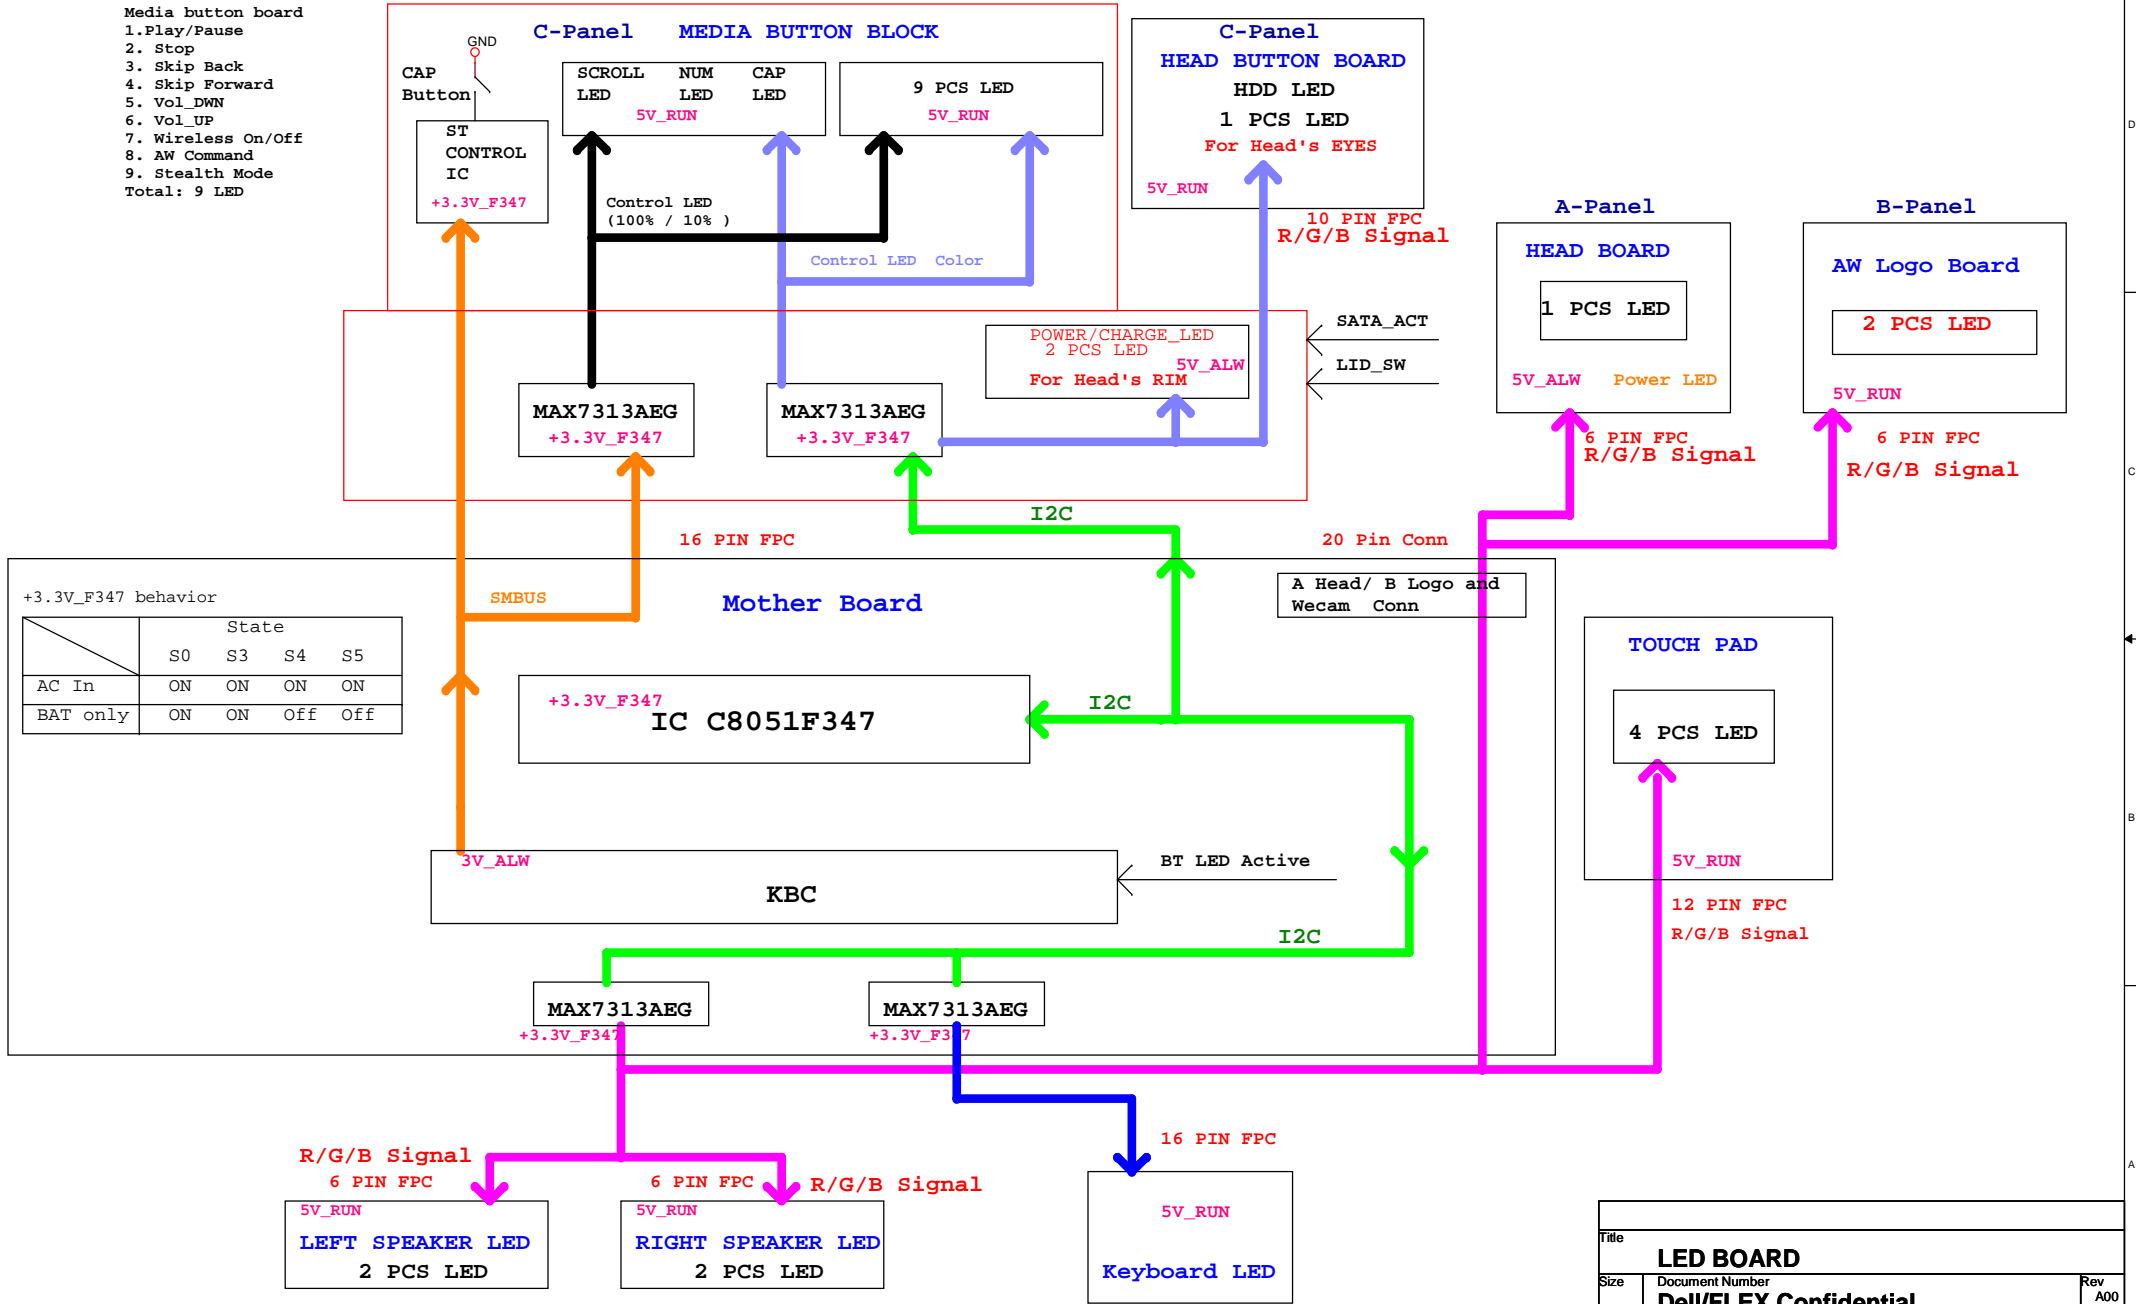 Media button board
1.Play/Pause
2. Stop
3. Skip Back
4. Skip Forward
5. Vol_DWN
6. Vol_UP
7. Wireless On/Off
8. AW Command
9. Stealth Mode
Total: 9 LED
C-Panel MEDIA BUTTON BLOCK
GND
CAP
Button
ST
CONTROL
IC
+3.3V_F347
SCROLL NUM CAP
LED LED LED
5V_RUN
9 PCS LED
5V_RUN
Control LED
(100% / 10% )
Control LED Color
C-Panel
HEAD BUTTON BOARD
HDD LED
1 PCS LED
For Head's EYES
5V_RUN
10 PIN FPC
R/G/B Signal
A-Panel
HEAD BOARD
1 PCS LED
5V_ALW Power LED
6 PIN FPC
R/G/B Signal
B-Panel
AW Logo Board
2 PCS LED
5V_RUN
6 PIN FPC
R/G/B Signal
POWER/CHARGE_LED
2 PCS LED
5V_ALW
For Head's RIM
SATA_ACT
LID_SW
MAX7313AEG
+3.3V_F347
MAX7313AEG
+3.3V_F347
I2C
16 PIN FPC
20 Pin Conn
A Head/ B Logo and
Wecam Conn
Mother Board
SMBUS
+3.3V_F347 behavior
State
S0 S3 S4 S5
AC In ON ON ON ON
BAT only ON ON Off Off
+3.3V_F347
IC C8051F347
I2C
TOUCH PAD
4 PCS LED
5V_RUN
12 PIN FPC
R/G/B Signal
3V_ALW
KBC
BT LED Active
I2C
MAX7313AEG
+3.3V_F347
MAX7313AEG
+3.3V_F347
R/G/B Signal
6 PIN FPC
5V_RUN
LEFT SPEAKER LED
2 PCS LED
6 PIN FPC
R/G/B Signal
5V_RUN
RIGHT SPEAKER LED
2 PCS LED
16 PIN FPC
5V_RUN
Keyboard LED
D
C
B
A
Title
LED BOARD
Size Document Number Rev
Dell/FLEX Confidential A00